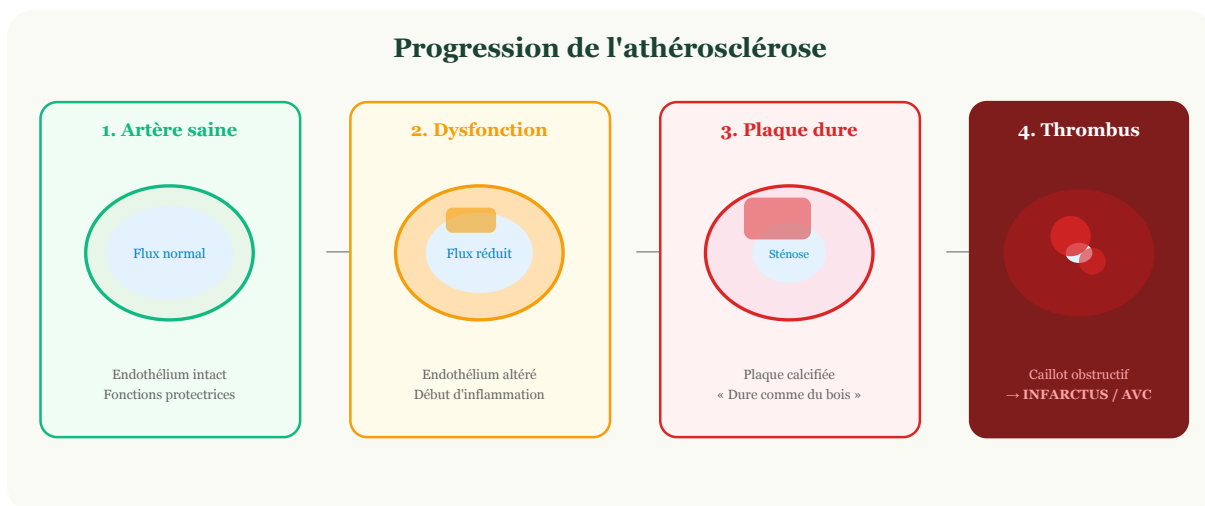 Progression de l'athérosclérose
1. Artère saine
Flux normal
Endothélium intact
Fonctions protectrices
2. Dysfonction
Flux réduit
Endothélium altéré
Début d'inflammation
3. Plaque dure
Sténose
Plaque calcifiée
« Dure comme du bois »
4. Thrombus
Caillot obstructif
→ INFARCTUS / AVC